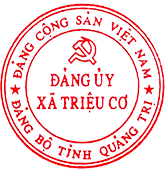 ĐẢNG CỘNG SẢN VIỆT NAM
ĐẢNG ỦY
XÃ TRIỆU CƠ
ĐẢNG BỘ TỈNH QUẢNG TRỊ